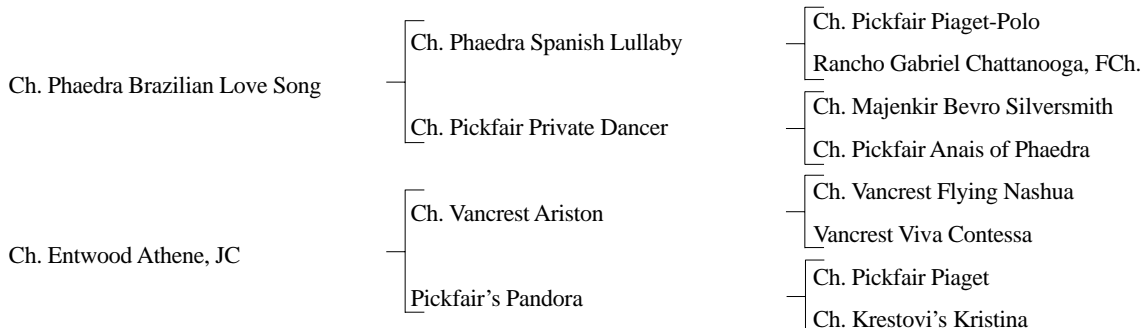 Ch. Pickfair Piaget-Polo
Ch. Phaedra Spanish Lullaby
Rancho Gabriel Chattanooga, FCh.
Ch. Phaedra Brazilian Love Song
Ch. Majenkir Bevro Silversmith
Ch. Pickfair Private Dancer
Ch. Pickfair Anais of Phaedra
Ch. Vancrest Flying Nashua
Ch. Vancrest Ariston
Vancrest Viva Contessa
Ch. Entwood Athene, JC
Ch. Pickfair Piaget
Pickfair’s Pandora
Ch. Krestovi’s Kristina